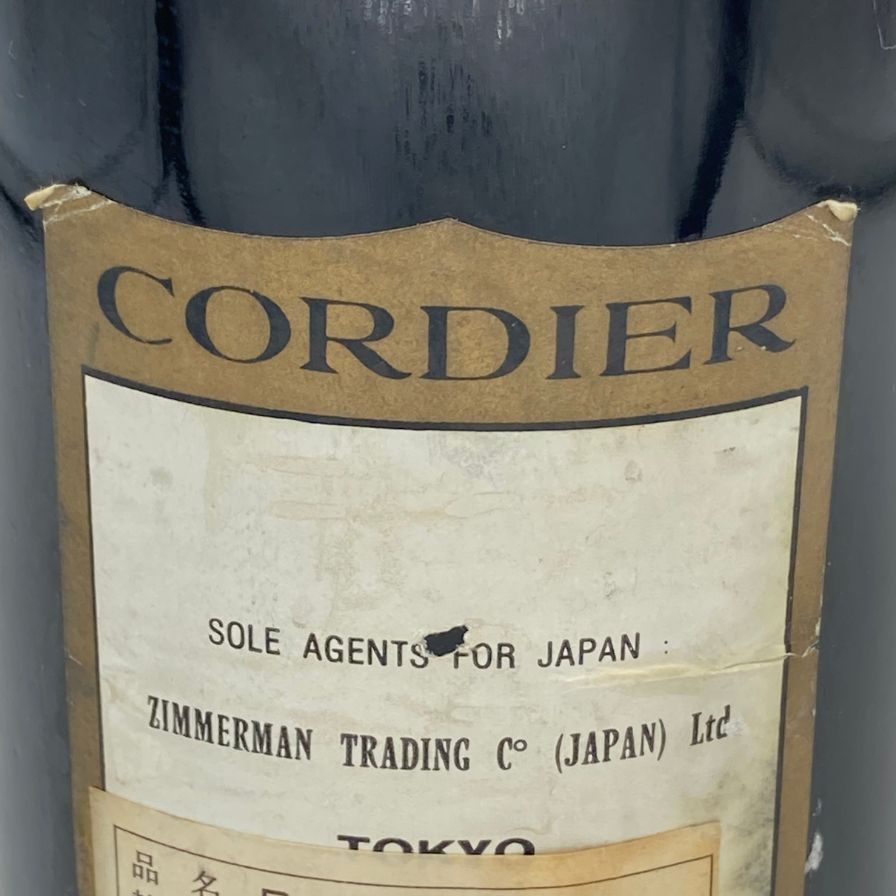 CORDIER
SOLE AGENTS FOR JAPAN :
ZIMMERMAN TRADING C° (JAPAN) Ltd
TOKYO
品名